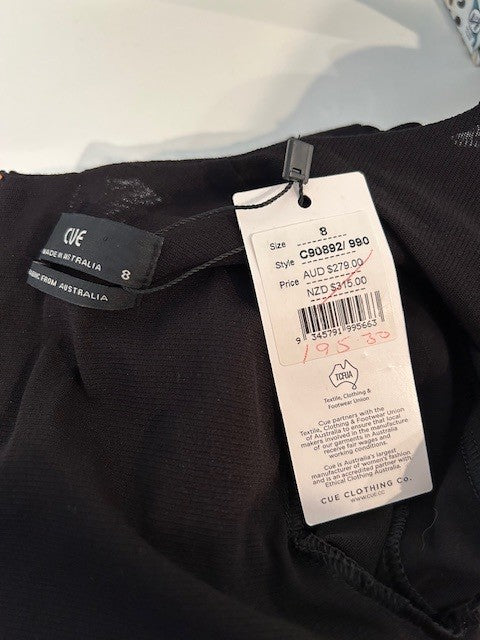 CUE
MADE IN AUSTRALIA
8
FABRIC FROM AUSTRALIA
Size 8
Style C90892/ 990
Price AUD $279.00
NZD $315.00
9 345791 995663
195.30
TCFUA
Textile, Clothing &
Footwear Union
Cue partners with the
Textile, Clothing & Footwear Union
of Australia to ensure that local
makers involved in the manufacture
of our garments in Australia
receive fair wages and
working conditions.
Cue is Australia's largest
manufacturer of women's fashion
and is an accredited partner with
Ethical Clothing Australia.
CUE CLOTHING Co.
WWW.CUE.CC